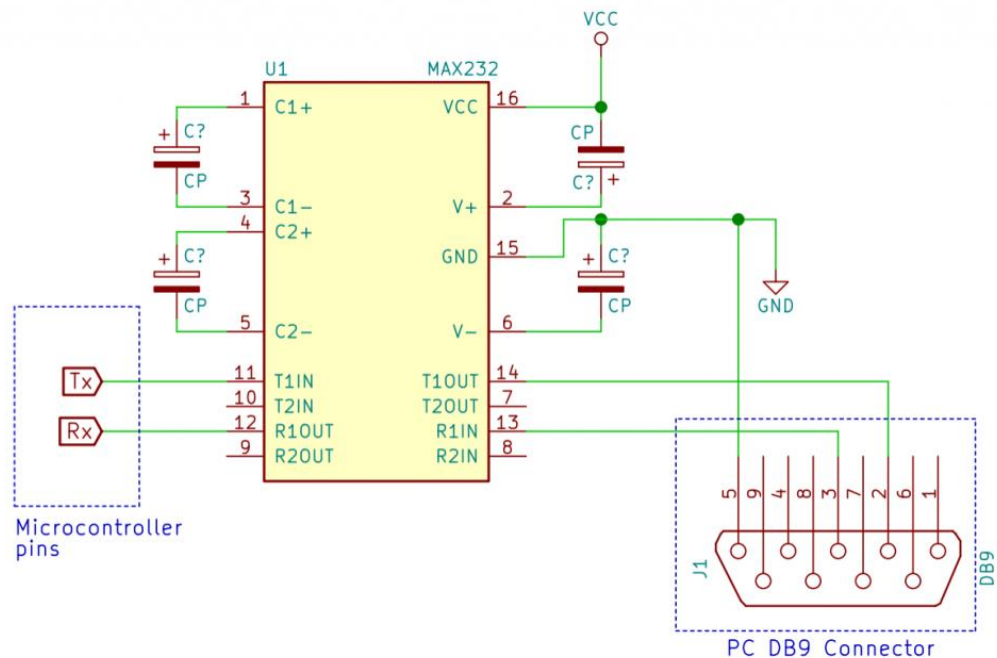 VCC
U1
MAX232
1
C1+
VCC
16
+
C?
CP
CP
C?
+
3
C1-
V+
2
4
C2+
GND
15
+
C?
CP
+
C?
CP
GND
5
C2-
V-
6
Tx
11
T1IN
T1OUT
14
10
T2IN
T2OUT
7
Rx
12
R1OUT
R1IN
13
9
R2OUT
R2IN
8
Microcontroller
pins
5
9
4
8
3
7
2
6
1
J1
DB9
PC DB9 Connector